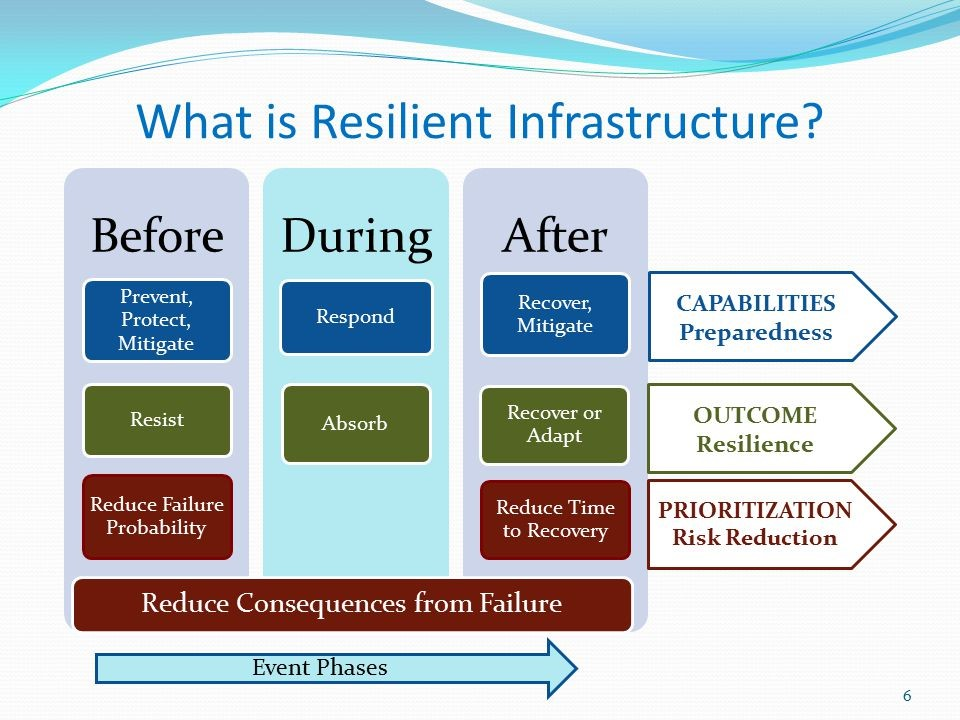 What is Resilient Infrastructure?
Before
During
After
Prevent,
Protect,
Mitigate
Respond
Recover,
Mitigate
CAPABILITIES
Preparedness
Resist
Absorb
Recover or
Adapt
OUTCOME
Resilience
Reduce Failure
Probability
Reduce Time
to Recovery
PRIORITIZATION
Risk Reduction
Reduce Consequences from Failure
Event Phases
6